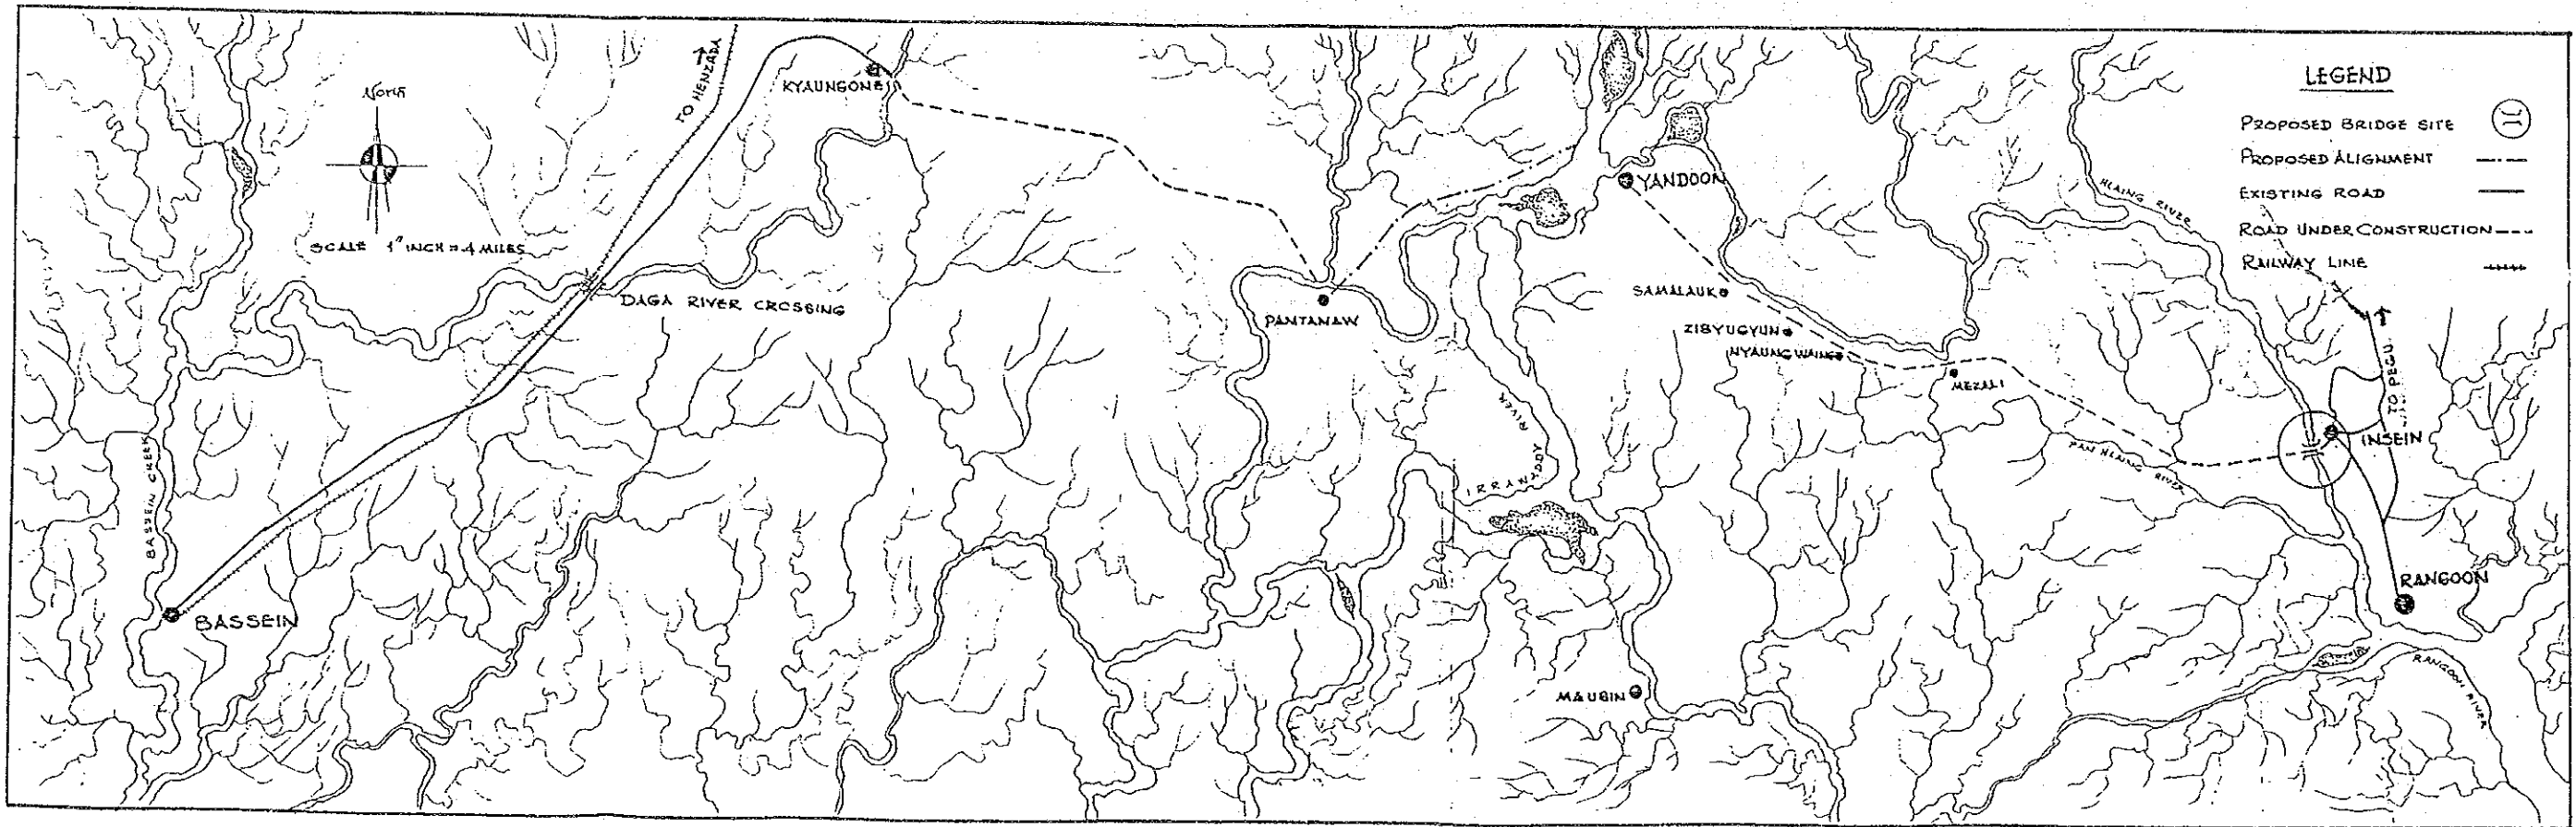 North
SCALE 1" INCH = 4 MILES
TO HENZADA
KYAUNGONE
DAGA RIVER CROSSING
BASSEIN CREEK
BASSEIN
PANTANAW
YANDOON
SAMALAUK
ZIBYUGYUN
NYAUNGWAING
MEZALI
IRRAWADDY
RIVER
MAUBIN
HLAING RIVER
PAN HLAING RIVER
INSEIN
TO PEGU
RANGOON
RANGOON RIVER
LEGEND
PROPOSED BRIDGE SITE
PROPOSED ALIGNMENT
EXISTING ROAD
ROAD UNDER CONSTRUCTION
RAILWAY LINE